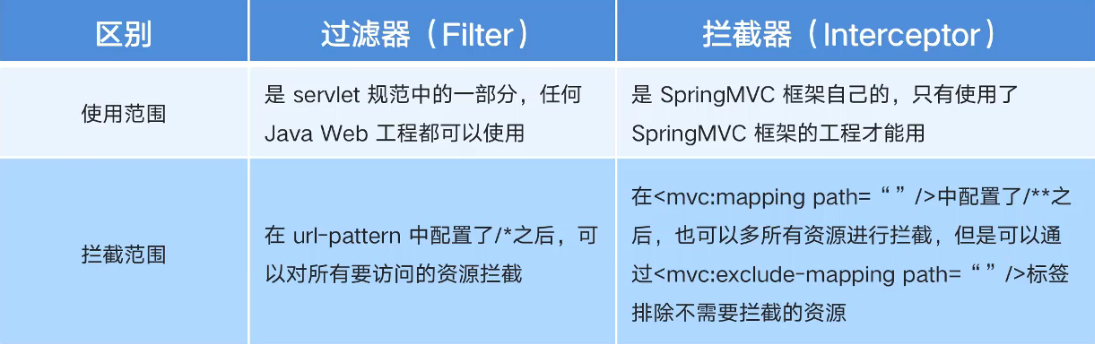 区别
过滤器（Filter）
拦截器（Interceptor）
使用范围
是 servlet 规范中的一部分，任何
Java Web 工程都可以使用
是 SpringMVC 框架自己的，只有使用了
SpringMVC 框架的工程才能用
拦截范围
在 url-pattern 中配置了/*之后，可
以对所有要访问的资源拦截
在<mvc:mapping path=“” />中配置了/**之
后，也可以多所有资源进行拦截，但是可以通
过<mvc:exclude-mapping path=“” />标签
排除不需要拦截的资源